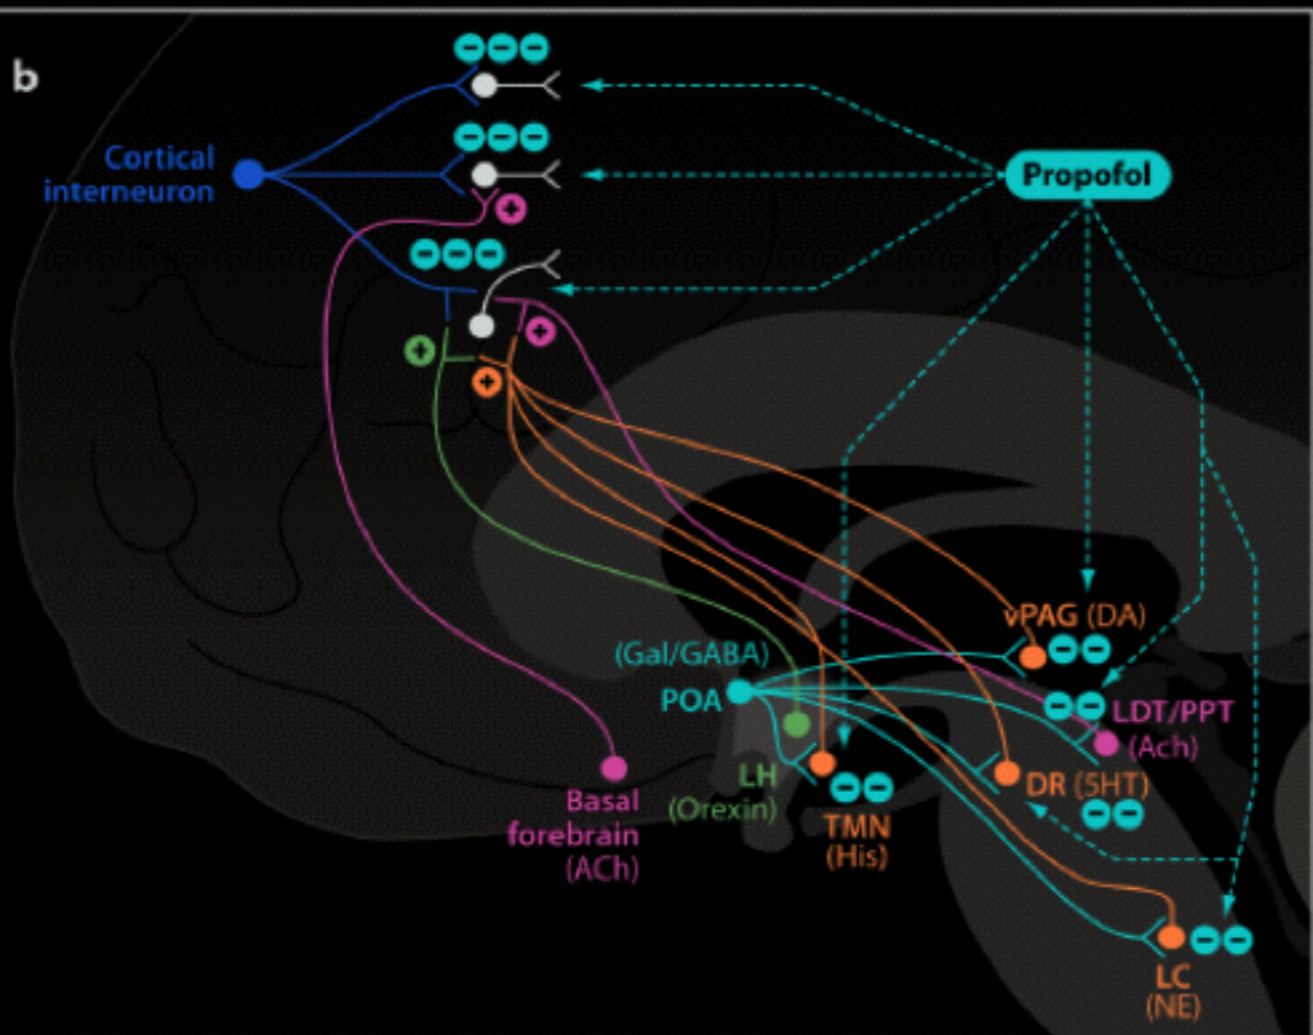 b
Cortical
interneuron
Propofol
vPAG (DA)
(Gal/GABA)
POA
LDT/PPT
(Ach)
LH
(Orexin)
DR (5HT)
Basal
forebrain
(ACh)
TMN
(His)
LC
(NE)